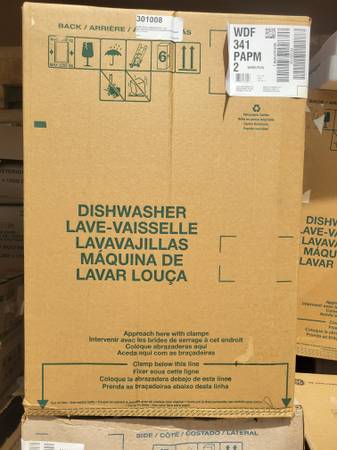 BACK / ARRIÈRE /
301008
WDF
341
PAPM
2
6
DISHWASHER
LAVE-VAISSELLE
LAVAVAJILLAS
MÁQUINA DE
LAVAR LOUÇA
Approach here with clamps
Intervenir avec les brides de serrage à cet endroit
Coloque abrazaderas aquí
Aceda aqui com as braçadeiras
Clamp below this line
Fixer sous cette ligne
Coloque la abrazadera debajo de esta línea
Prenda as braçadeiras abaixo desta linha
SIDE / CÔTÉ / COSTADO / LATERAL
DISHW
LAVE-VA
LAVAVA
MÁQU
LAVAR